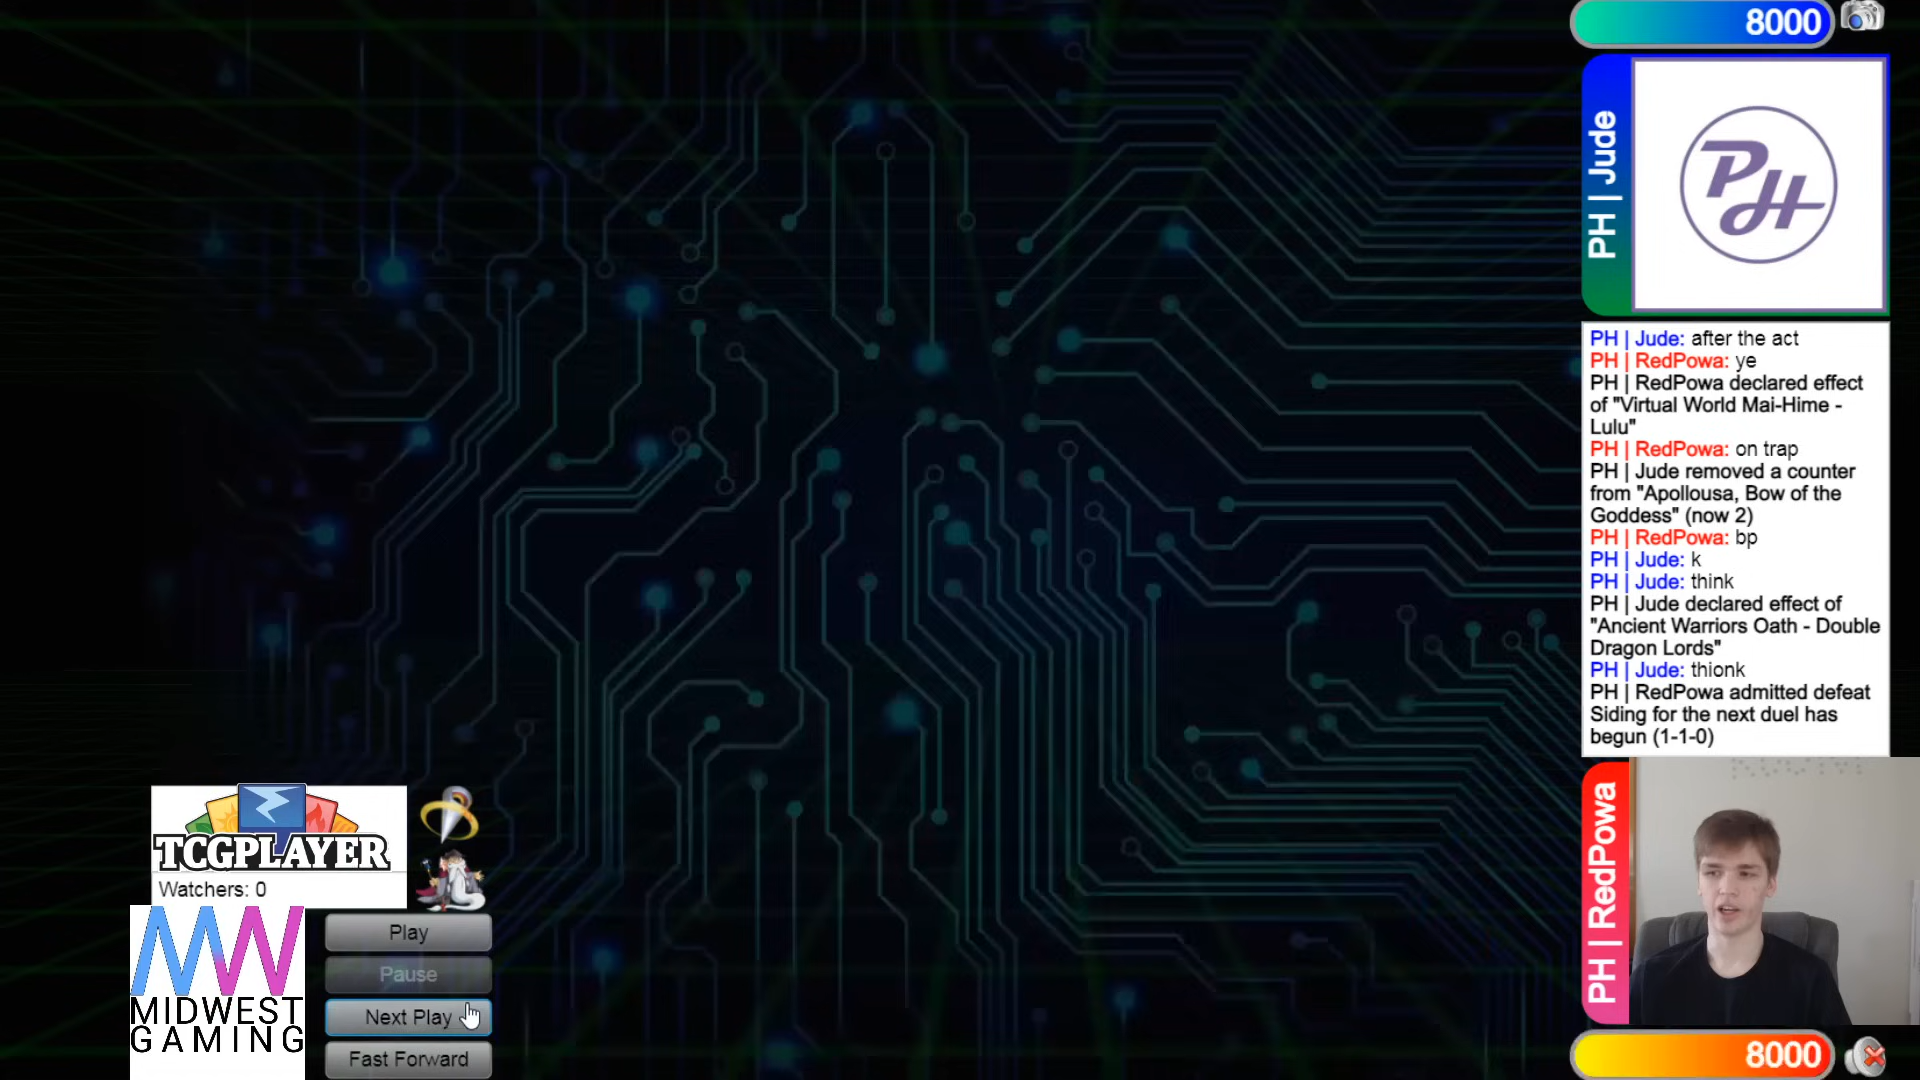 8000
PH | Jude
PH
PH | Jude: after the act
PH | RedPowa: ye
PH | RedPowa declared effect
of "Virtual World Mai-Hime -
Lulu"
PH | RedPowa: on trap
PH | Jude removed a counter
from "Apollousa, Bow of the
Goddess" (now 2)
PH | RedPowa: bp
PH | Jude: k
PH | Jude: think
PH | Jude declared effect of
"Ancient Warriors Oath - Double
Dragon Lords"
PH | Jude: thionk
PH | RedPowa admitted defeat
Siding for the next duel has
begun (1-1-0)
PH | RedPowa
8000
TCGPLAYER
Watchers: 0
MW
MIDWEST
GAMING
Play
Pause
Next Play
Fast Forward